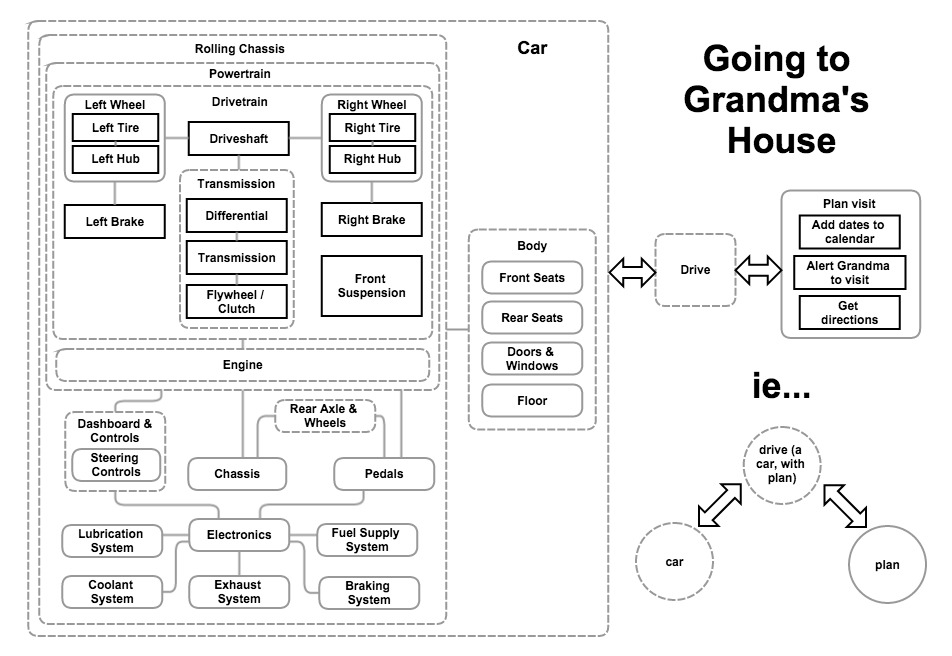 Car
Going to
Grandma's
House
Rolling Chassis
Powertrain
Drivetrain
Left Wheel
Left Tire
Left Hub
Driveshaft
Right Wheel
Right Tire
Right Hub
Left Brake
Transmission
Differential
Transmission
Flywheel /
Clutch
Right Brake
Front
Suspension
Engine
Dashboard &
Controls
Steering
Controls
Rear Axle &
Wheels
Chassis
Pedals
Lubrication
System
Electronics
Fuel Supply
System
Coolant
System
Exhaust
System
Braking
System
Body
Front Seats
Rear Seats
Doors &
Windows
Floor
Drive
Plan visit
Add dates to
calendar
Alert Grandma
to visit
Get
directions
ie...
drive (a
car, with
plan)
car
plan